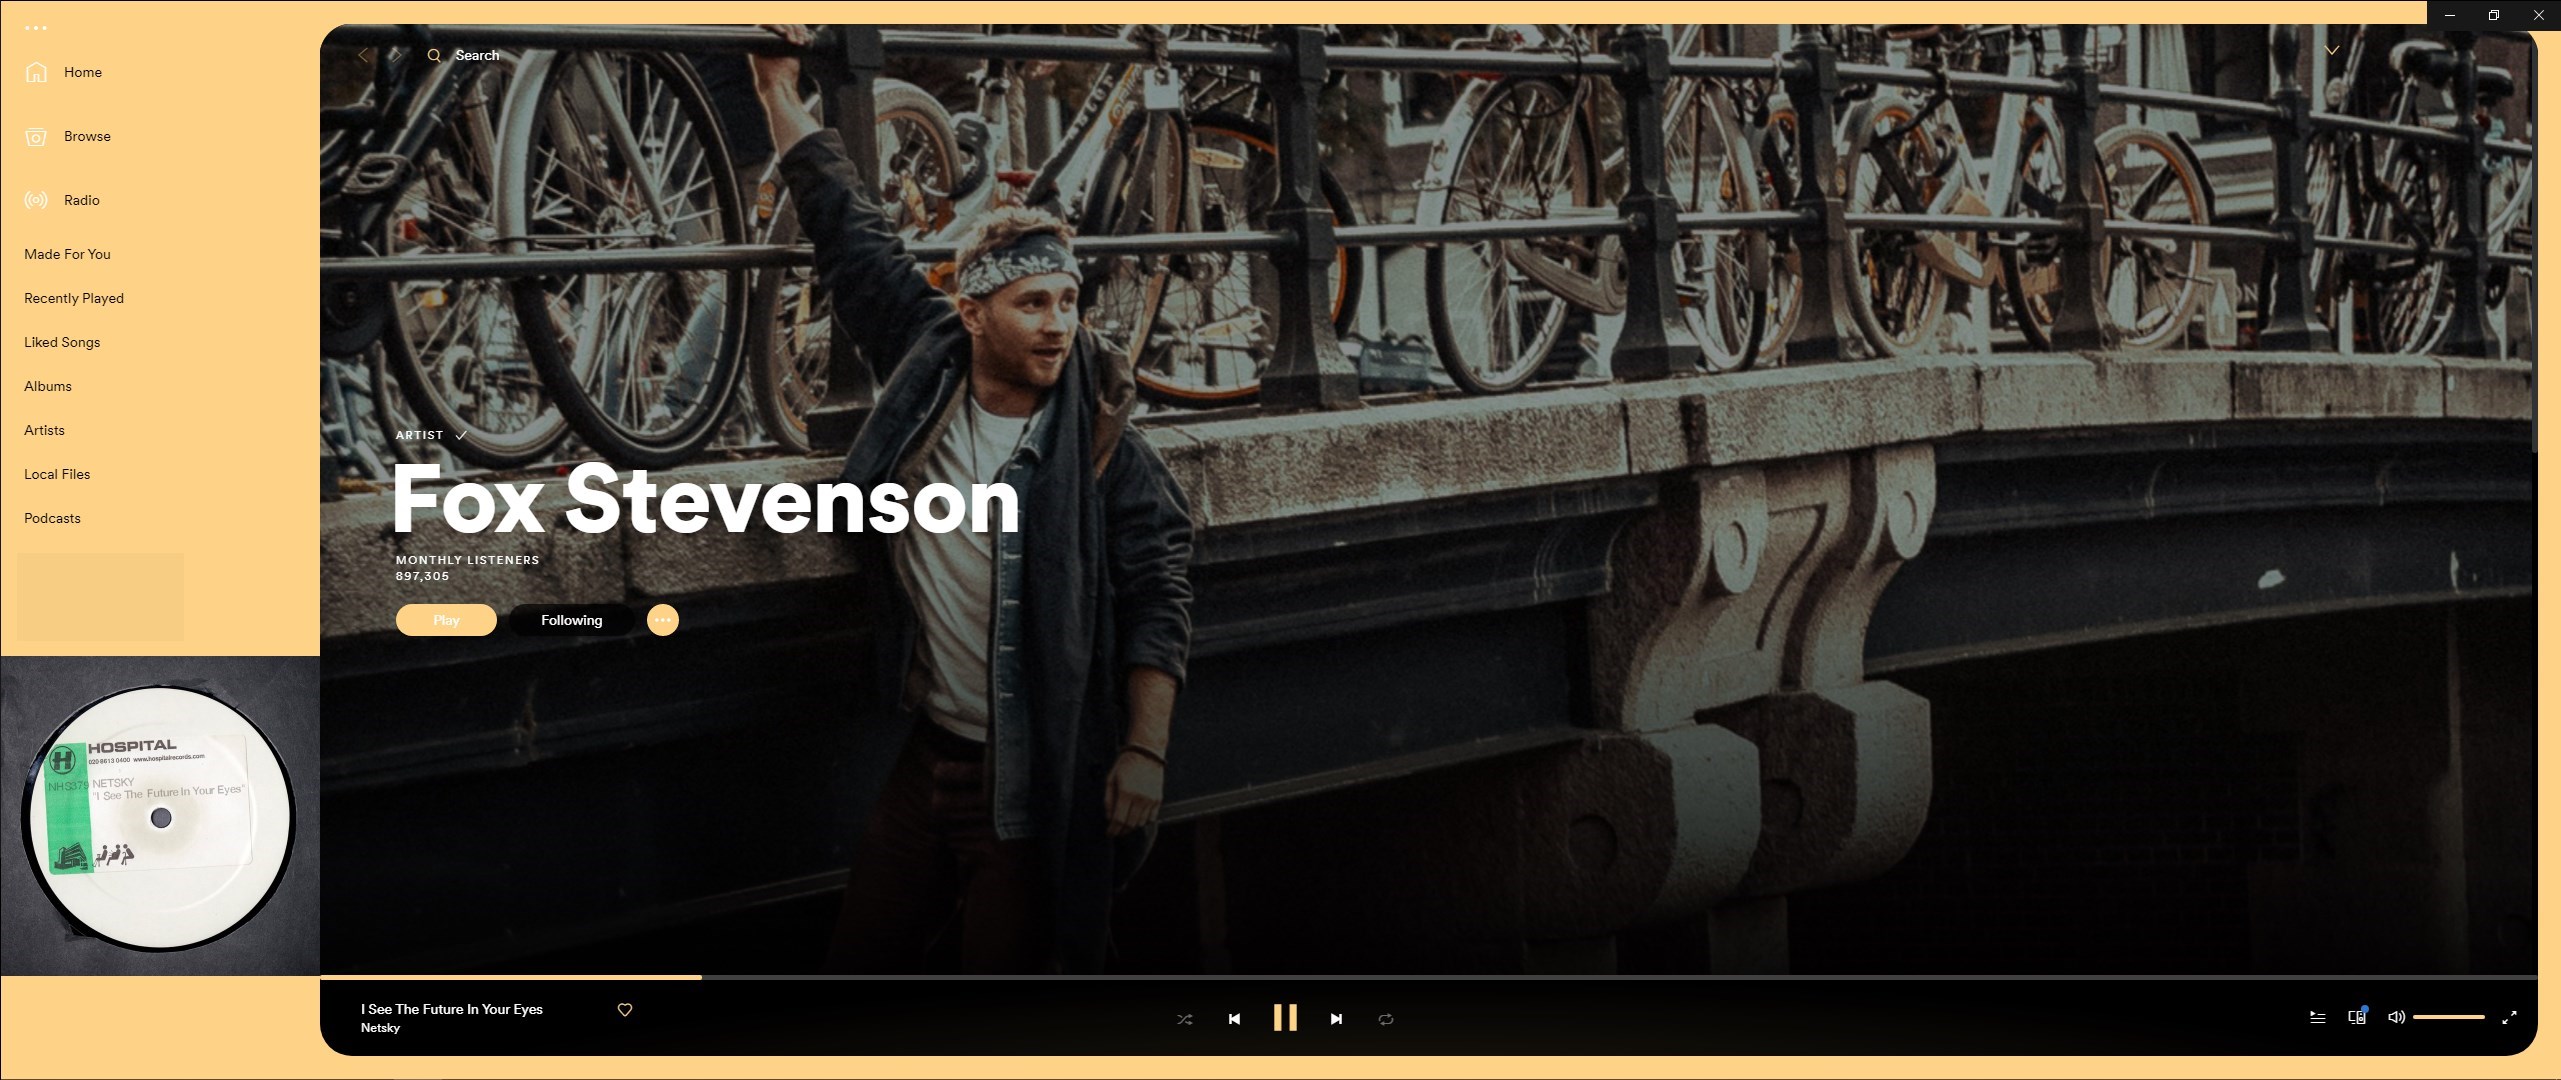 Home
Browse
Radio
Made For You
Recently Played
Liked Songs
Albums
Artists
Local Files
Podcasts
HOSPITAL
020 8613 0400 www.hospitalrecords.com
NHS379 NETSKY
"I See The Future In Your Eyes"
Search
ARTIST
Fox Stevenson
MONTHLY LISTENERS
897,305
Play
Following
I See The Future In Your Eyes
Netsky